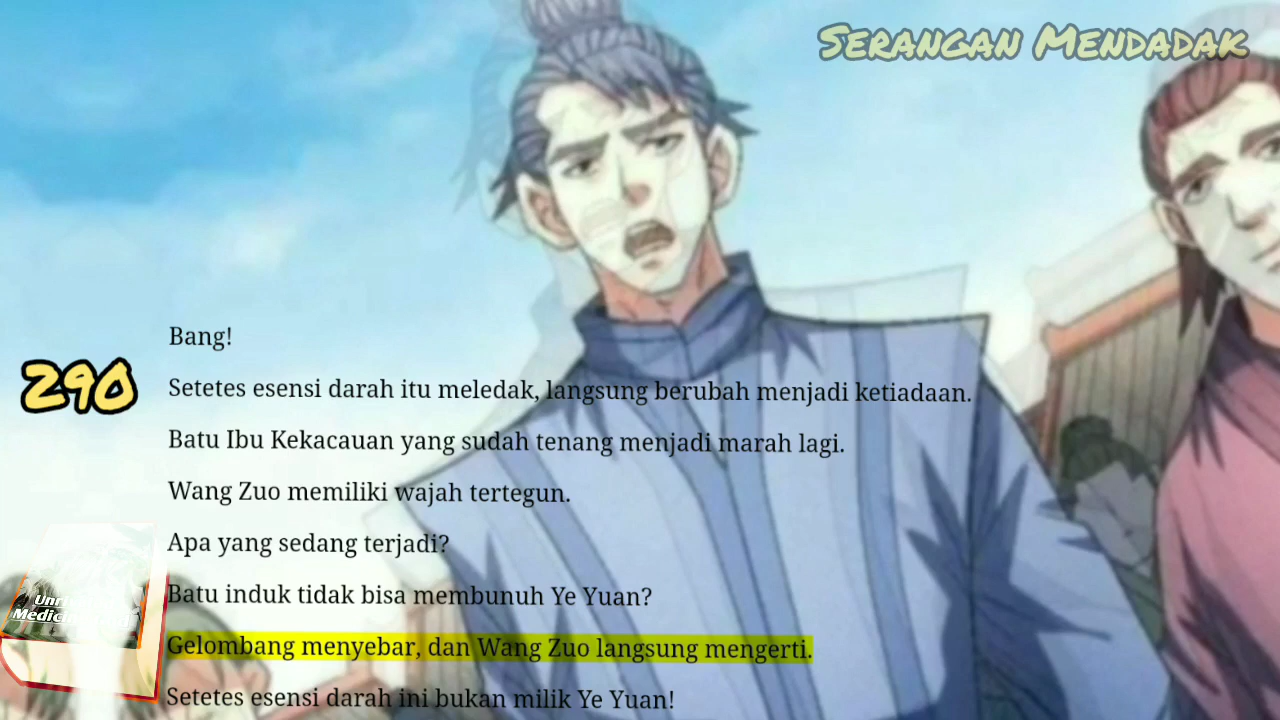 Serangan Mendadak
Bang!
290
Setetes esensi darah itu meledak, langsung berubah menjadi ketiadaan.
Batu Ibu Kekacauan yang sudah tenang menjadi marah lagi.
Wang Zuo memiliki wajah tertegun.
Apa yang sedang terjadi?
Batu induk tidak bisa membunuh Ye Yuan?
Gelombang menyebar, dan Wang Zuo langsung mengerti.
Setetes esensi darah ini bukan milik Ye Yuan!